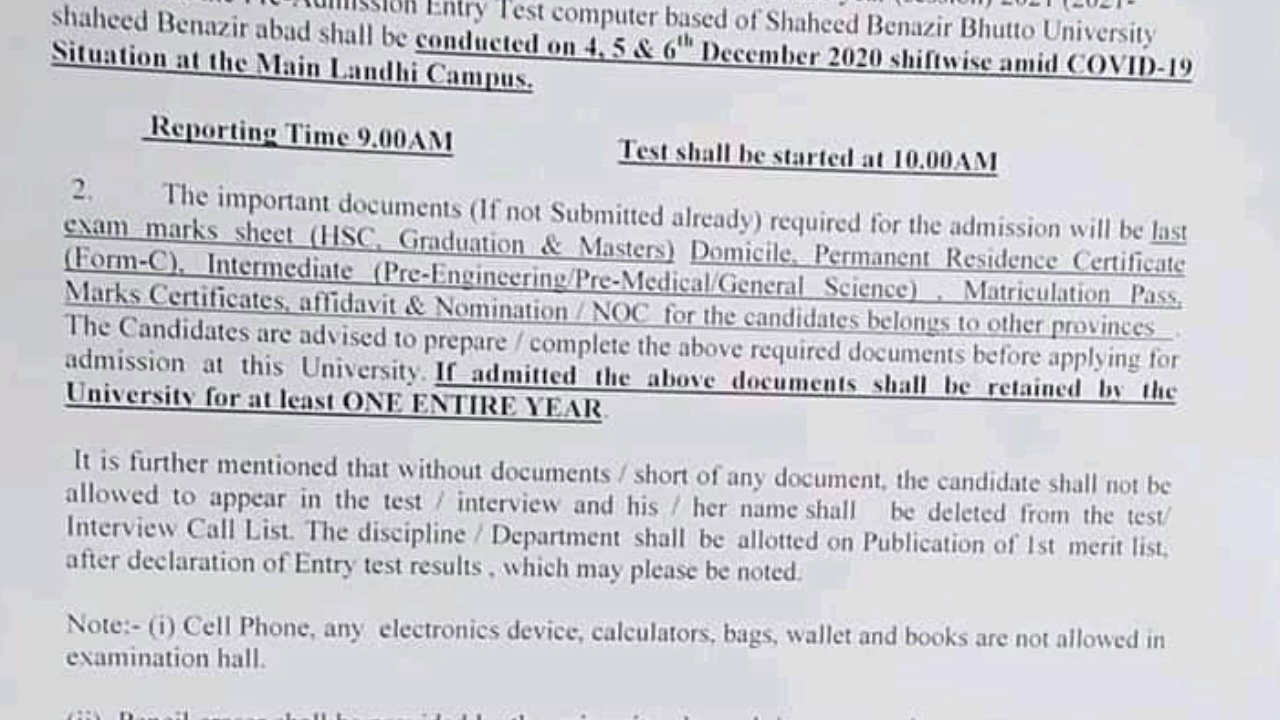 Admission Entry Test computer based of Shaheed Benazir Bhutto University
shaheed Benazir abad shall be conducted on 4, 5 & 6th December 2020 shiftwise amid COVID-19
Situation at the Main Landhi Campus.
Reporting Time 9.00AM Test shall be started at 10.00AM
2. The important documents (If not Submitted already) required for the admission will be last
exam marks sheet (HSC, Graduation & Masters) Domicile, Permanent Residence Certificate
(Form-C), Intermediate (Pre-Engineering/Pre-Medical/General Science) , Matriculation Pass,
Marks Certificates, affidavit & Nomination / NOC for the candidates belongs to other provinces .
The Candidates are advised to prepare / complete the above required documents before applying for
admission at this University. If admitted the above documents shall be retained by the
University for at least ONE ENTIRE YEAR.
It is further mentioned that without documents / short of any document, the candidate shall not be
allowed to appear in the test / interview and his / her name shall be deleted from the test/
Interview Call List. The discipline / Department shall be allotted on Publication of 1st merit list,
after declaration of Entry test results , which may please be noted.
Note:- (i) Cell Phone, any electronics device, calculators, bags, wallet and books are not allowed in
examination hall.